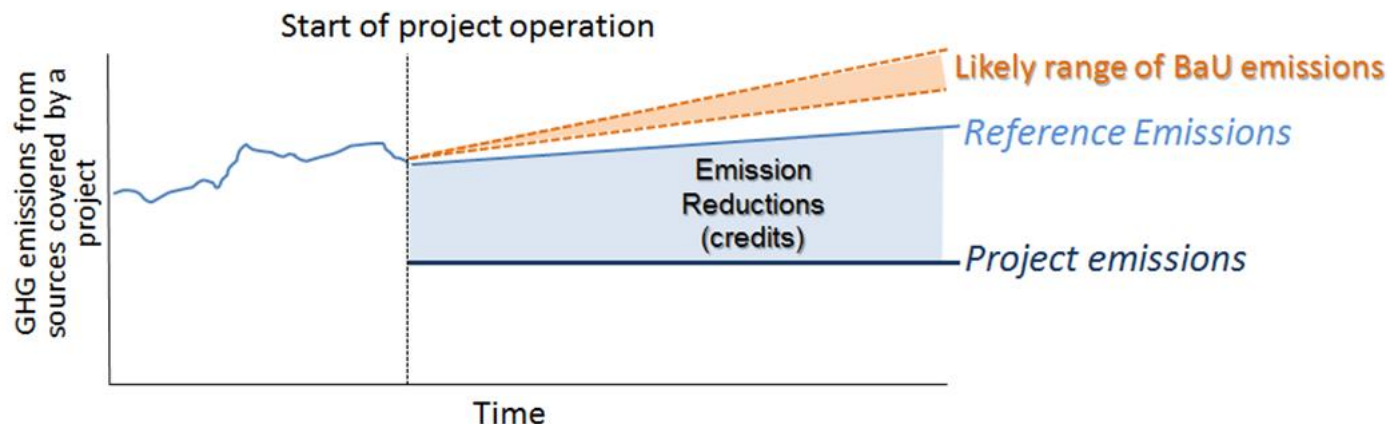 Start of project operation
GHG emissions from
sources covered by a
project
Likely range of BaU emissions
Reference Emissions
Emission
Reductions
(credits)
Project emissions
Time